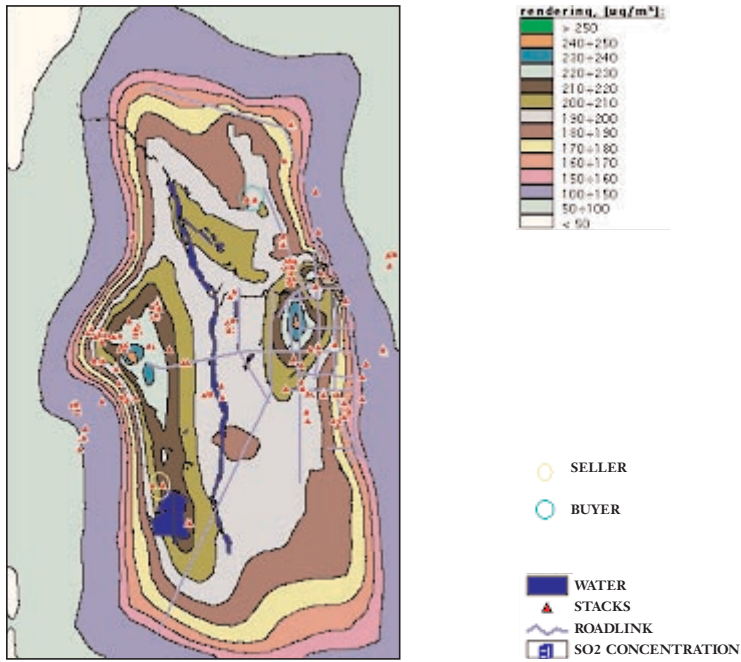 rendering, [ug/m³]:
> 250
240÷250
230÷240
220÷230
210÷220
200÷210
190÷200
180÷190
170÷180
160÷170
150÷160
100÷150
50÷100
< 50
SELLER
BUYER
WATER
STACKS
ROADLINK
SO2 CONCENTRATION